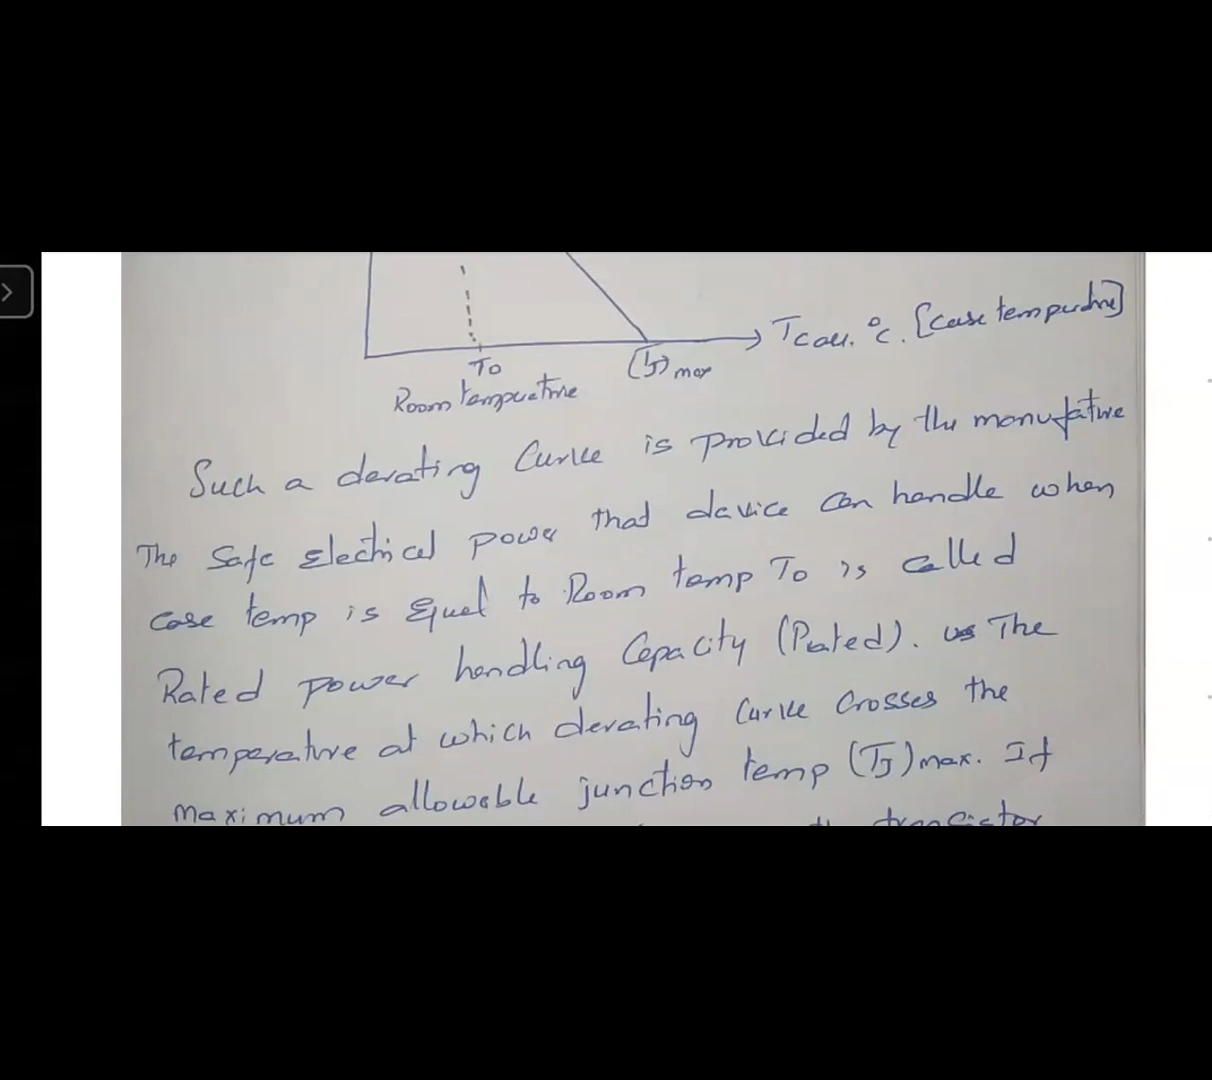 Tcase °c. [case temperature]
To (TJ) max
Room temperature
Such a derating Curve is provided by the manufature
The Safe Electrical power that device can handle when
case temp is Equal to Room temp To is called
Rated power handling Capacity (Prated). The
temperature at which derating Curve Crosses the
maximum allowable junction temp (TJ) max. If
transistor